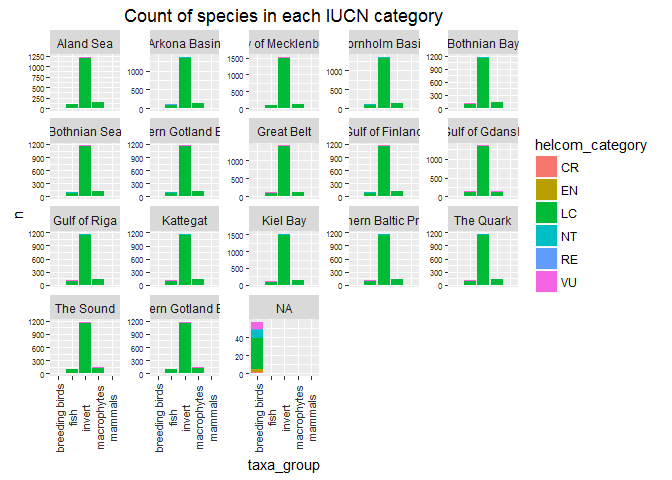 Count of species in each IUCN category
Aland Sea
Arkona Basin
y of Mecklenb
ornholm Basi
Bothnian Bay
1250
1000
750
500
250
0
1000
500
0
1000
500
0
1000
500
0
1200
900
600
300
0
Bothnian Sea
ern Gotland B
Great Belt
Gulf of Finland
Gulf of Gdansk
1200
900
600
300
0
1200
900
600
300
0
1000
500
0
1200
900
600
300
0
1000
500
0
Gulf of Riga
Kattegat
Kiel Bay
hern Baltic Pr
The Quark
1200
900
600
300
0
1200
900
600
300
0
1500
1000
500
0
1200
900
600
300
0
1200
900
600
300
0
The Sound
ern Gotland B
NA
1200
900
600
300
0
1200
900
600
300
0
40
20
0
breeding birds
fish
invert
macrophytes
mammals
breeding birds
fish
invert
macrophytes
mammals
breeding birds
fish
invert
macrophytes
mammals
n
taxa_group
helcom_category
CR
EN
LC
NT
RE
VU